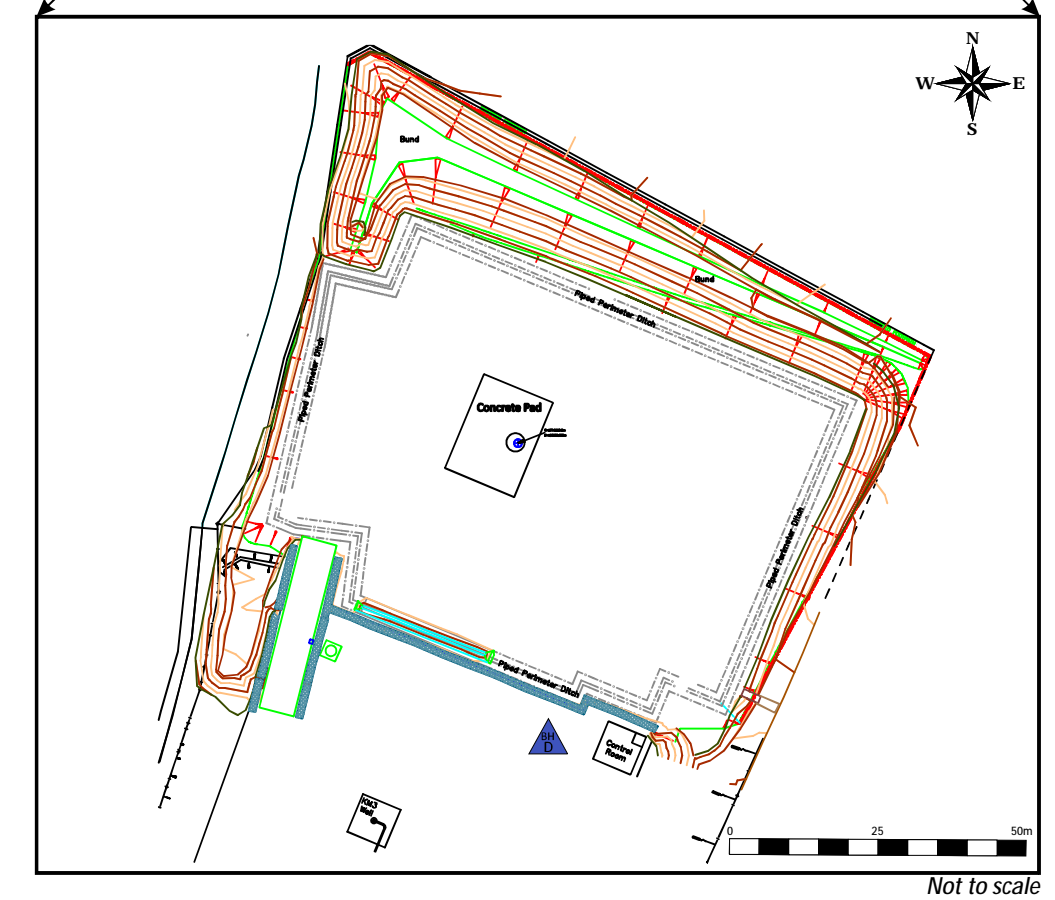 N
W
E
S
Bund
Bund
Piped Perimeter Ditch
Piped Perimeter Ditch
Concrete Pad
Piped Perimeter Ditch
Piped Perimeter Ditch
BH
D
Control
Room
KM3
Well
0
25
50m
Not to scale